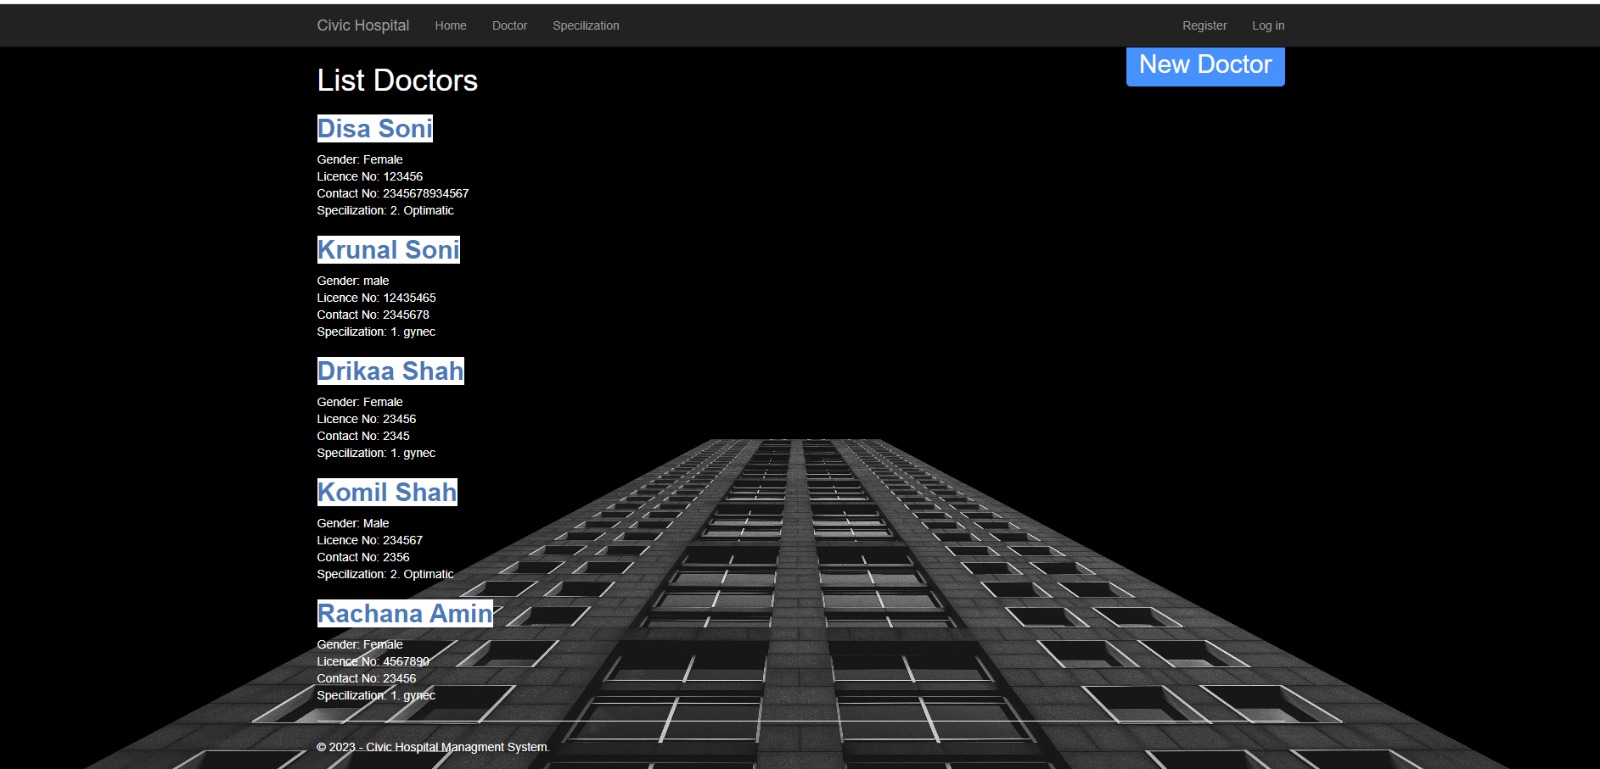 Civic Hospital Home Doctor Specilization Register Log in
New Doctor
List Doctors
Disa Soni
Gender: Female
Licence No: 123456
Contact No: 2345678934567
Specilization: 2. Optimatic
Krunal Soni
Gender: male
Licence No: 12435465
Contact No: 2345678
Specilization: 1. gynec
Drikaa Shah
Gender: Female
Licence No: 23456
Contact No: 2345
Specilization: 1. gynec
Komil Shah
Gender: Male
Licence No: 234567
Contact No: 2356
Specilization: 2. Optimatic
Rachana Amin
Gender: Female
Licence No: 4567890
Contact No: 23456
Specilization: 1. gynec
© 2023 - Civic Hospital Managment System.